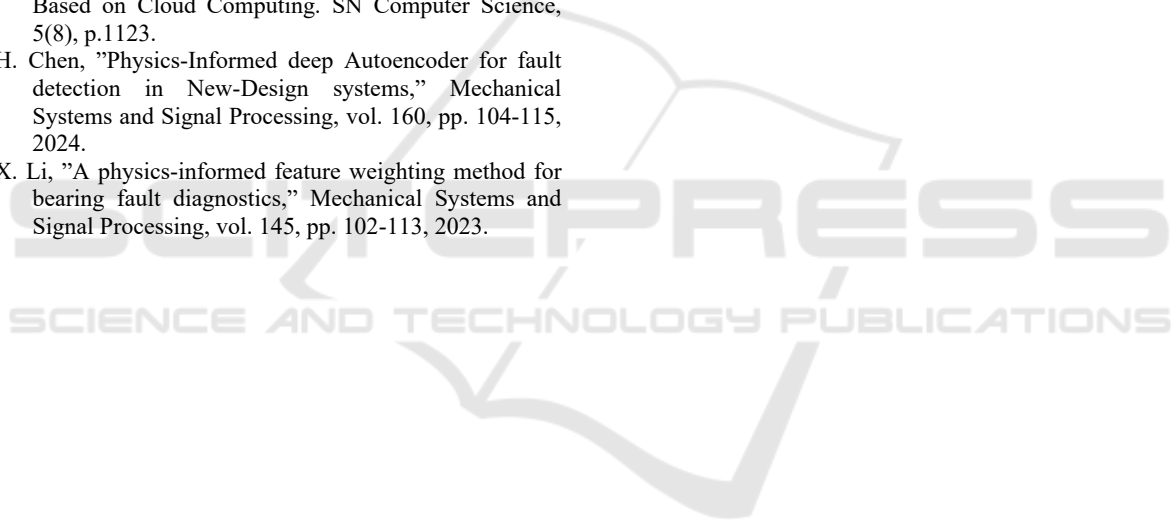 Based on Cloud Computing. SN Computer Science,
5(8), p.1123.
H. Chen, ”Physics-Informed deep Autoencoder for fault
detection in New-Design systems,” Mechanical
Systems and Signal Processing, vol. 160, pp. 104-115,
2024.
X. Li, ”A physics-informed feature weighting method for
bearing fault diagnostics,” Mechanical Systems and
Signal Processing, vol. 145, pp. 102-113, 2023.
SCITEPRESS
SCIENCE AND TECHNOLOGY PUBLICATIONS